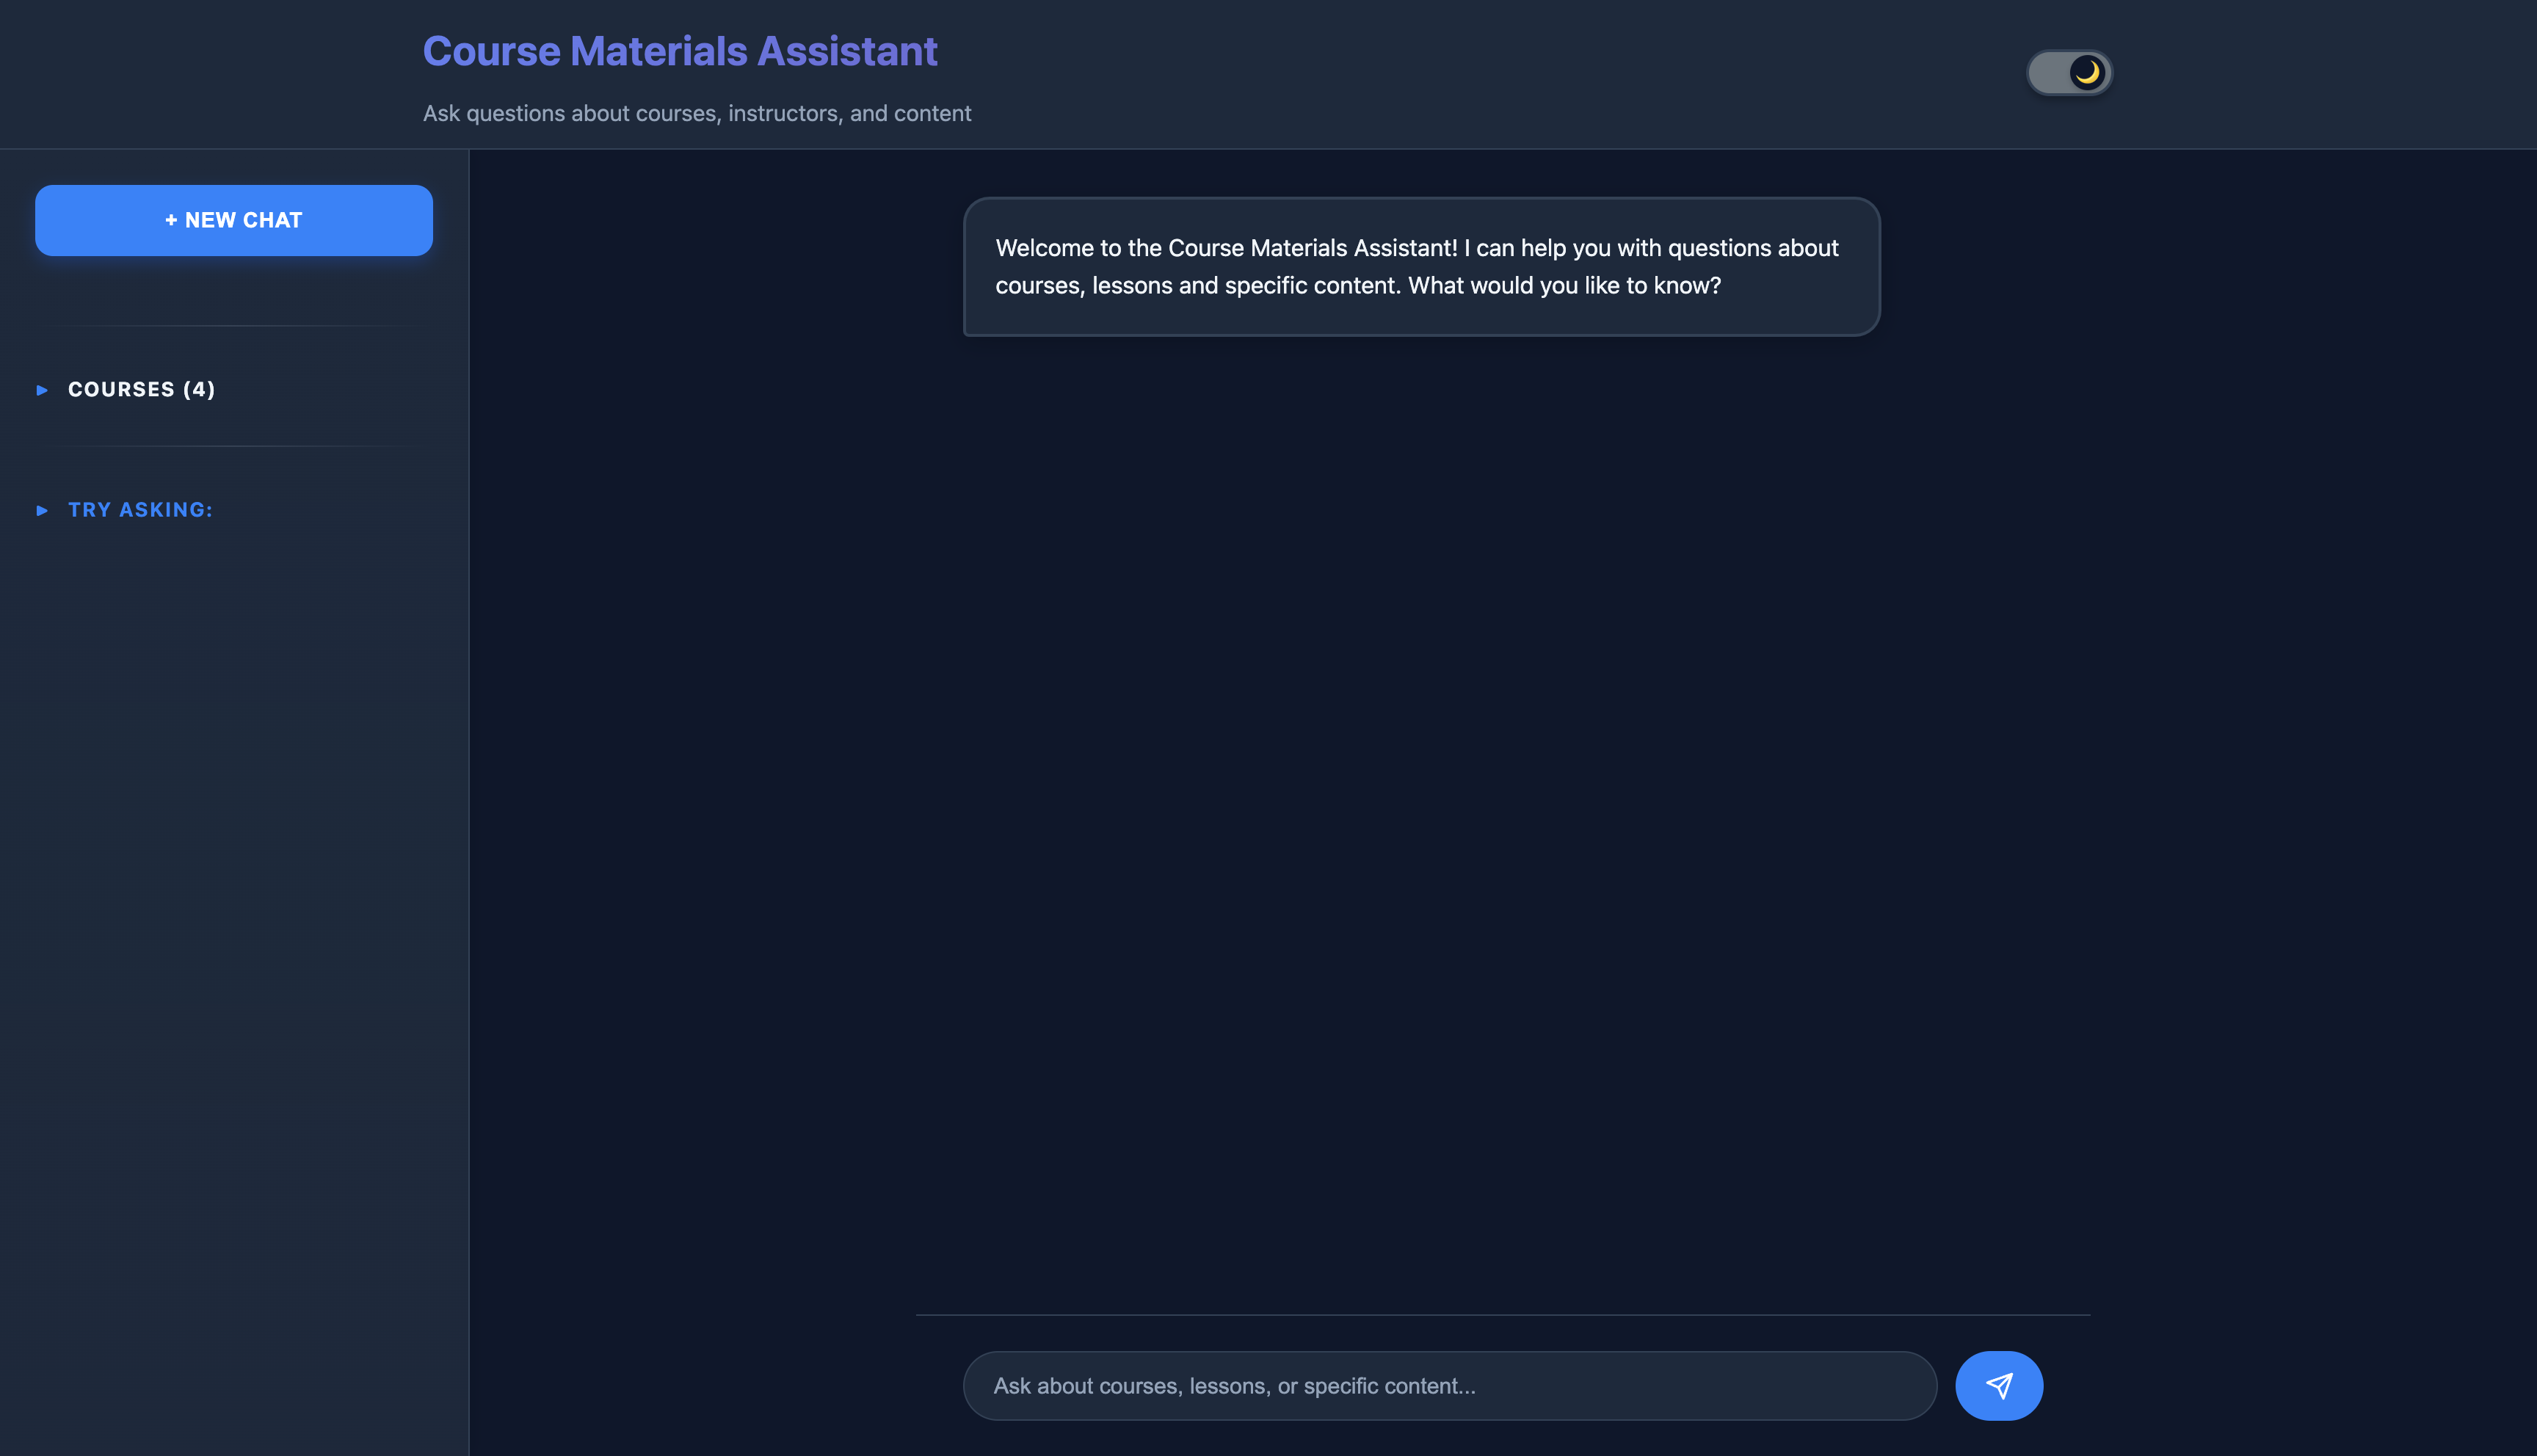 Course Materials Assistant
Ask questions about courses, instructors, and content
+ NEW CHAT
COURSES (4)
TRY ASKING:
Welcome to the Course Materials Assistant! I can help you with questions about
courses, lessons and specific content. What would you like to know?
Ask about courses, lessons, or specific content...